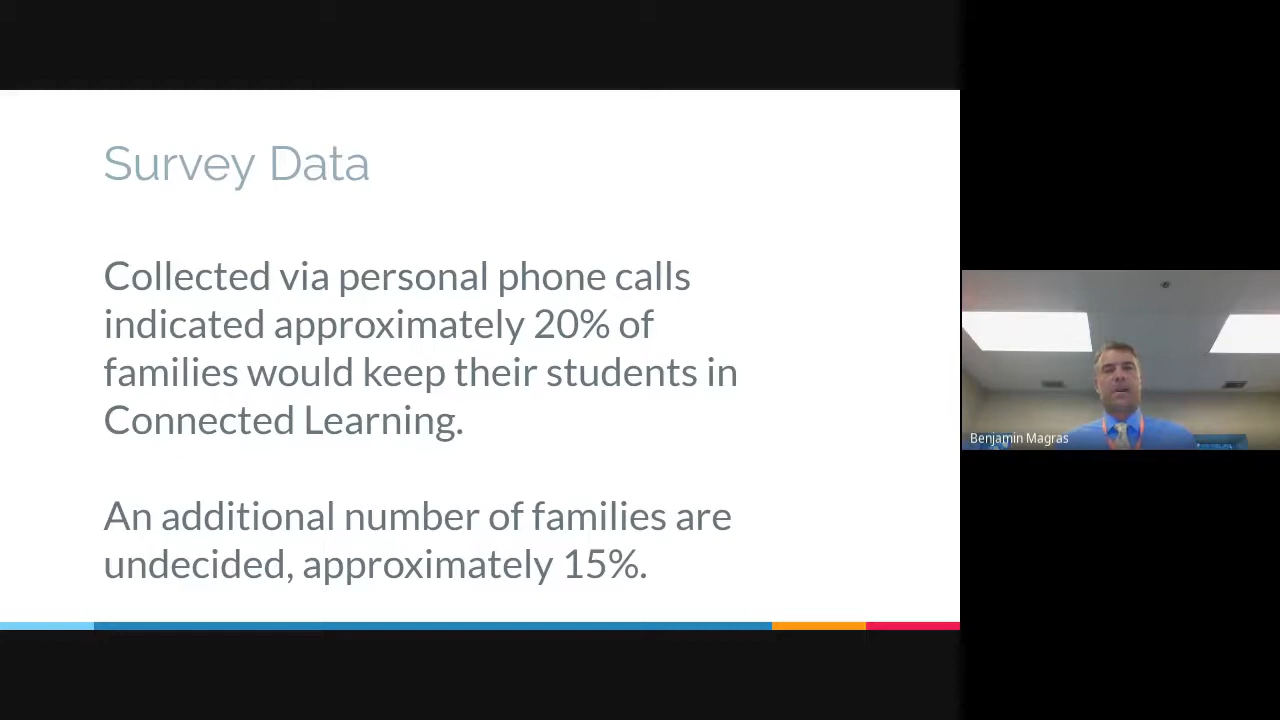 Survey Data
Collected via personal phone calls
indicated approximately 20% of
families would keep their students in
Connected Learning.
An additional number of families are
undecided, approximately 15%.
Benjamin Magras